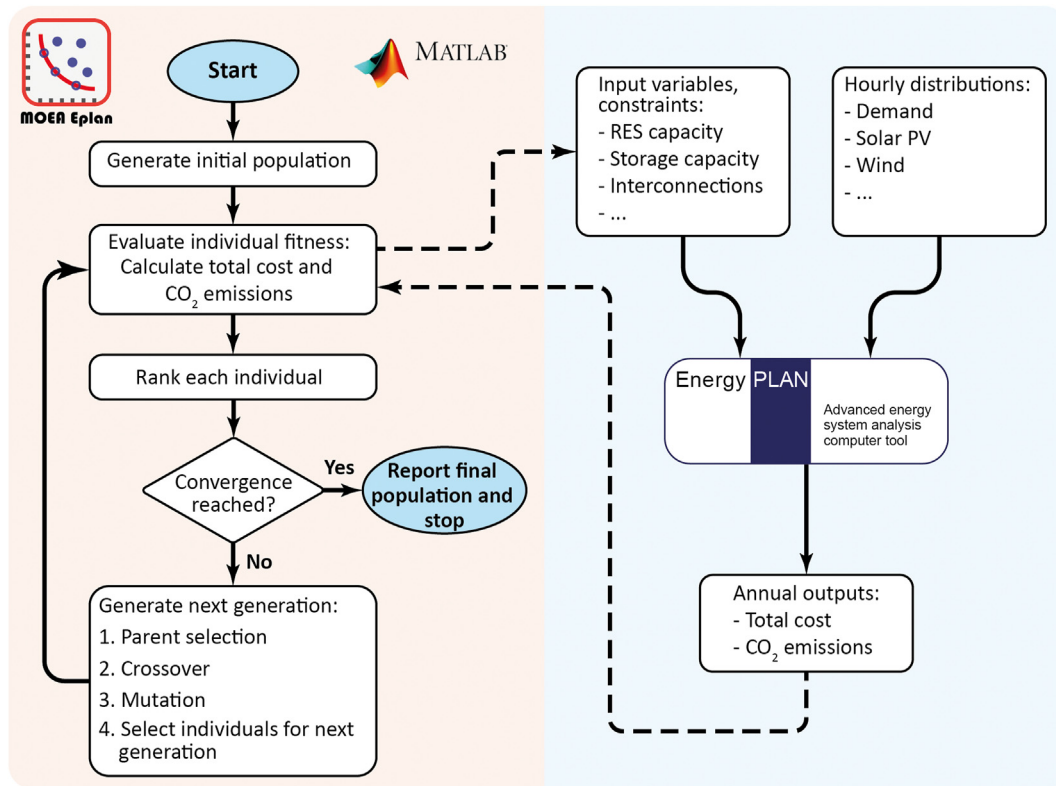 MOEA Eplan
MATLAB
Start
Generate initial population
Evaluate individual fitness:
Calculate total cost and
CO₂ emissions
Rank each individual
Convergence
reached?
Yes
Report final
population and
stop
No
Generate next generation:
1. Parent selection
2. Crossover
3. Mutation
4. Select individuals for next
generation
Input variables,
constraints:
- RES capacity
- Storage capacity
- Interconnections
- ...
Hourly distributions:
- Demand
- Solar PV
- Wind
- ...
Energy PLAN
Advanced energy
system analysis
computer tool
Annual outputs:
- Total cost
- CO₂ emissions